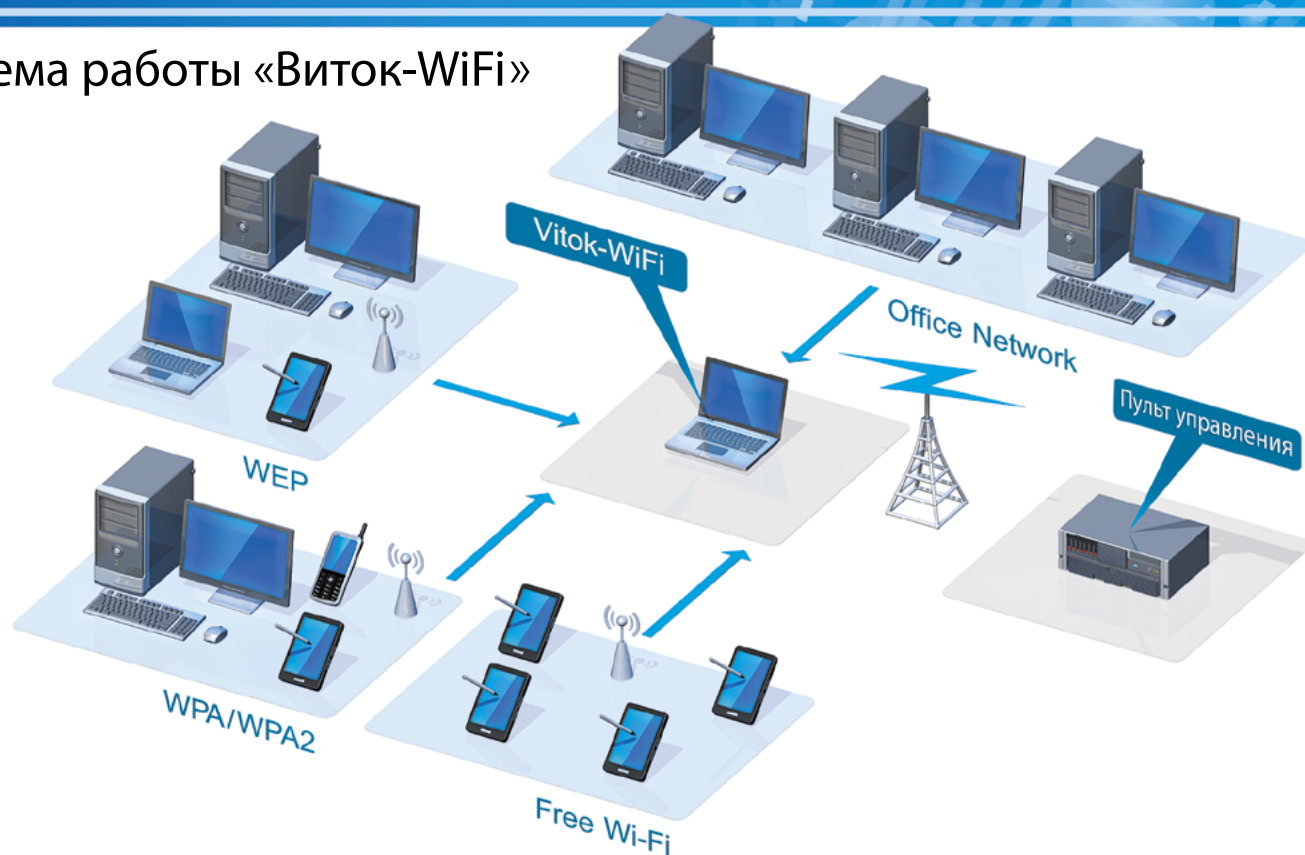 ема работы «Виток-WiFi»
Vitok-WiFi
Office Network
Пульт управления
WEP
WPA/WPA2
Free Wi-Fi